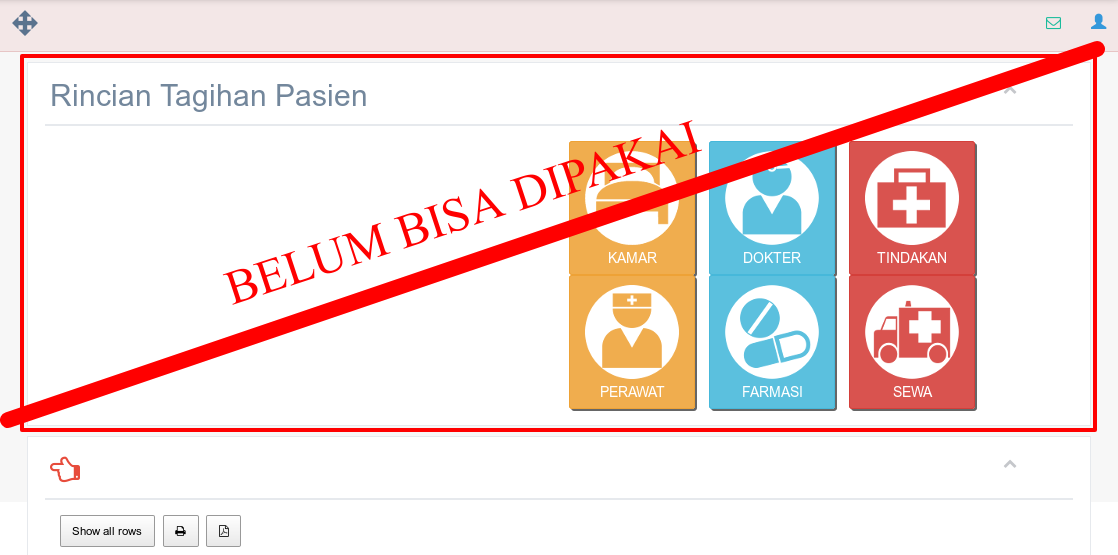 Rincian Tagihan Pasien
BELUM BISA DIPAKAI
KAMAR
DOKTER
TINDAKAN
PERAWAT
FARMASI
SEWA
Show all rows